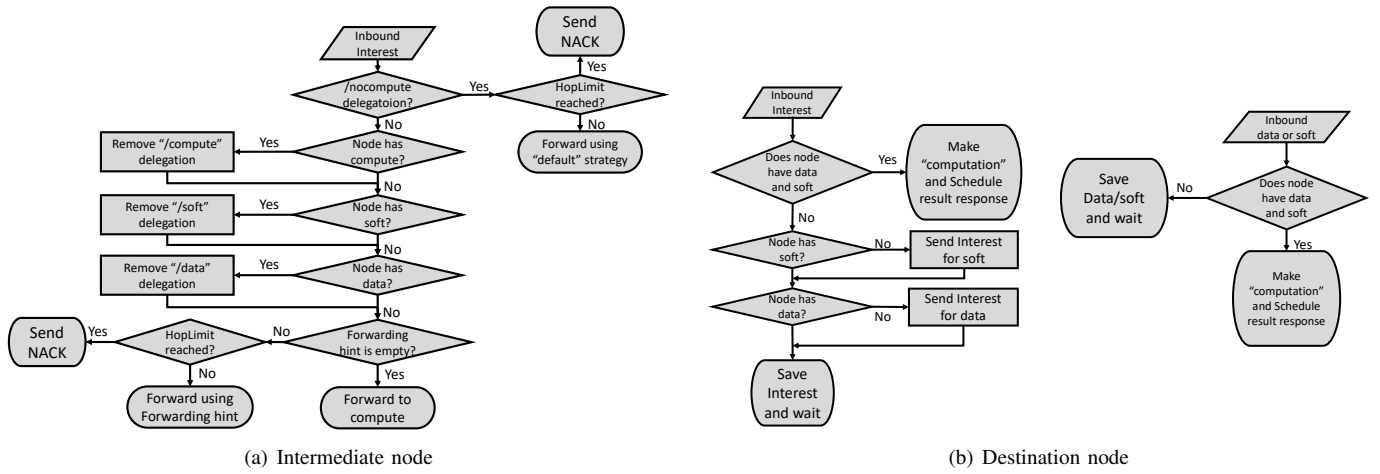 Inbound
Interest
/nocompute
delegatoion?
Yes
Send
NACK
Yes
HopLimit
reached?
No
Forward using
"default" strategy
No
Node has
compute?
Yes
Remove "/compute"
delegation
No
Node has
soft?
Yes
Remove "/soft"
delegation
No
Node has
data?
Yes
Remove "/data"
delegation
No
Forwarding
hint is empty?
No
HopLimit
reached?
Yes
Send
NACK
No
Forward using
Forwarding hint
Yes
Forward to
compute
(a) Intermediate node
Inbound
Interest
Does node
have data
and soft
Yes
Make
"computation"
and Schedule
result response
No
Node has
soft?
No
Send Interest
for soft
Node has
data?
No
Send Interest
for data
Save
Interest
and wait
Inbound
data or soft
Does node
have data
and soft
No
Save
Data/soft
and wait
Yes
Make
"computation"
and Schedule
result response
(b) Destination node